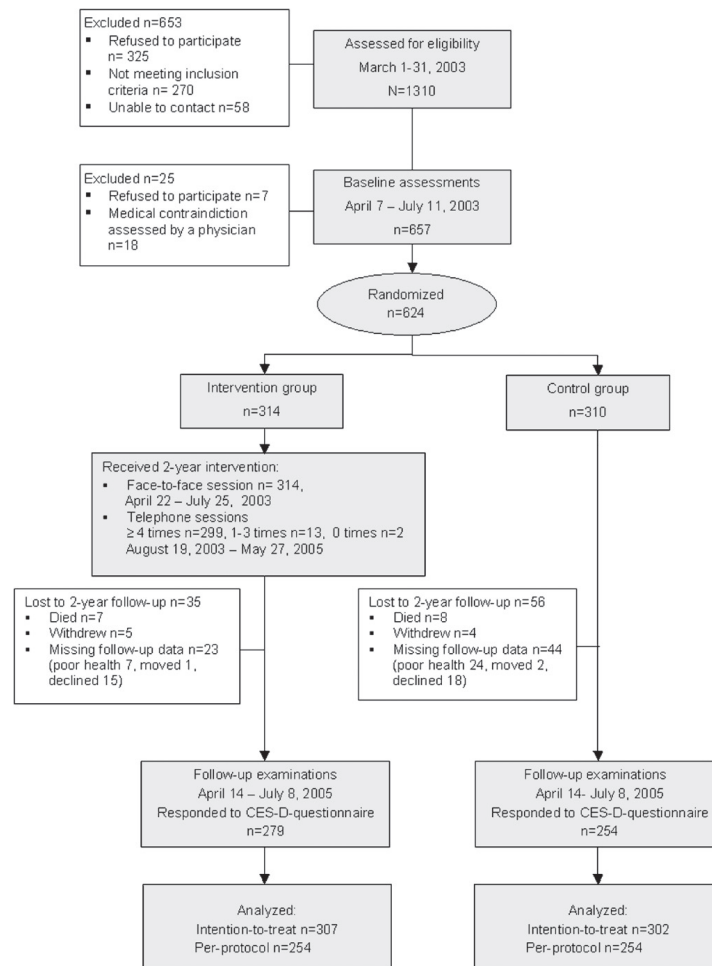 Excluded n=653
▪ Refused to participate
n= 325
▪ Not meeting inclusion
criteria n= 270
▪ Unable to contact n=58
Assessed for eligibility
March 1-31, 2003
N=1310
Excluded n=25
▪ Refused to participate n=7
▪ Medical contraindiction
assessed by a physician
n=18
Baseline assessments
April 7 – July 11, 2003
n=657
Randomized
n=624
Intervention group
n=314
Control group
n=310
Received 2-year intervention:
▪ Face-to-face session n= 314,
April 22 – July 25, 2003
▪ Telephone sessions
≥ 4 times n=299, 1-3 times n=13, 0 times n=2
August 19, 2003 – May 27, 2005
Lost to 2-year follow-up n=35
▪ Died n=7
▪ Withdrew n=5
▪ Missing follow-up data n=23
(poor health 7, moved 1,
declined 15)
Lost to 2-year follow-up n=56
▪ Died n=8
▪ Withdrew n=4
▪ Missing follow-up data n=44
(poor health 24, moved 2,
declined 18)
Follow-up examinations
April 14 – July 8, 2005
Responded to CES-D-questionnaire
n=279
Follow-up examinations
April 14- July 8, 2005
Responded to CES-D-questionnaire
n=254
Analyzed:
Intention-to-treat n=307
Per-protocol n=254
Analyzed:
Intention-to-treat n=302
Per-protocol n=254